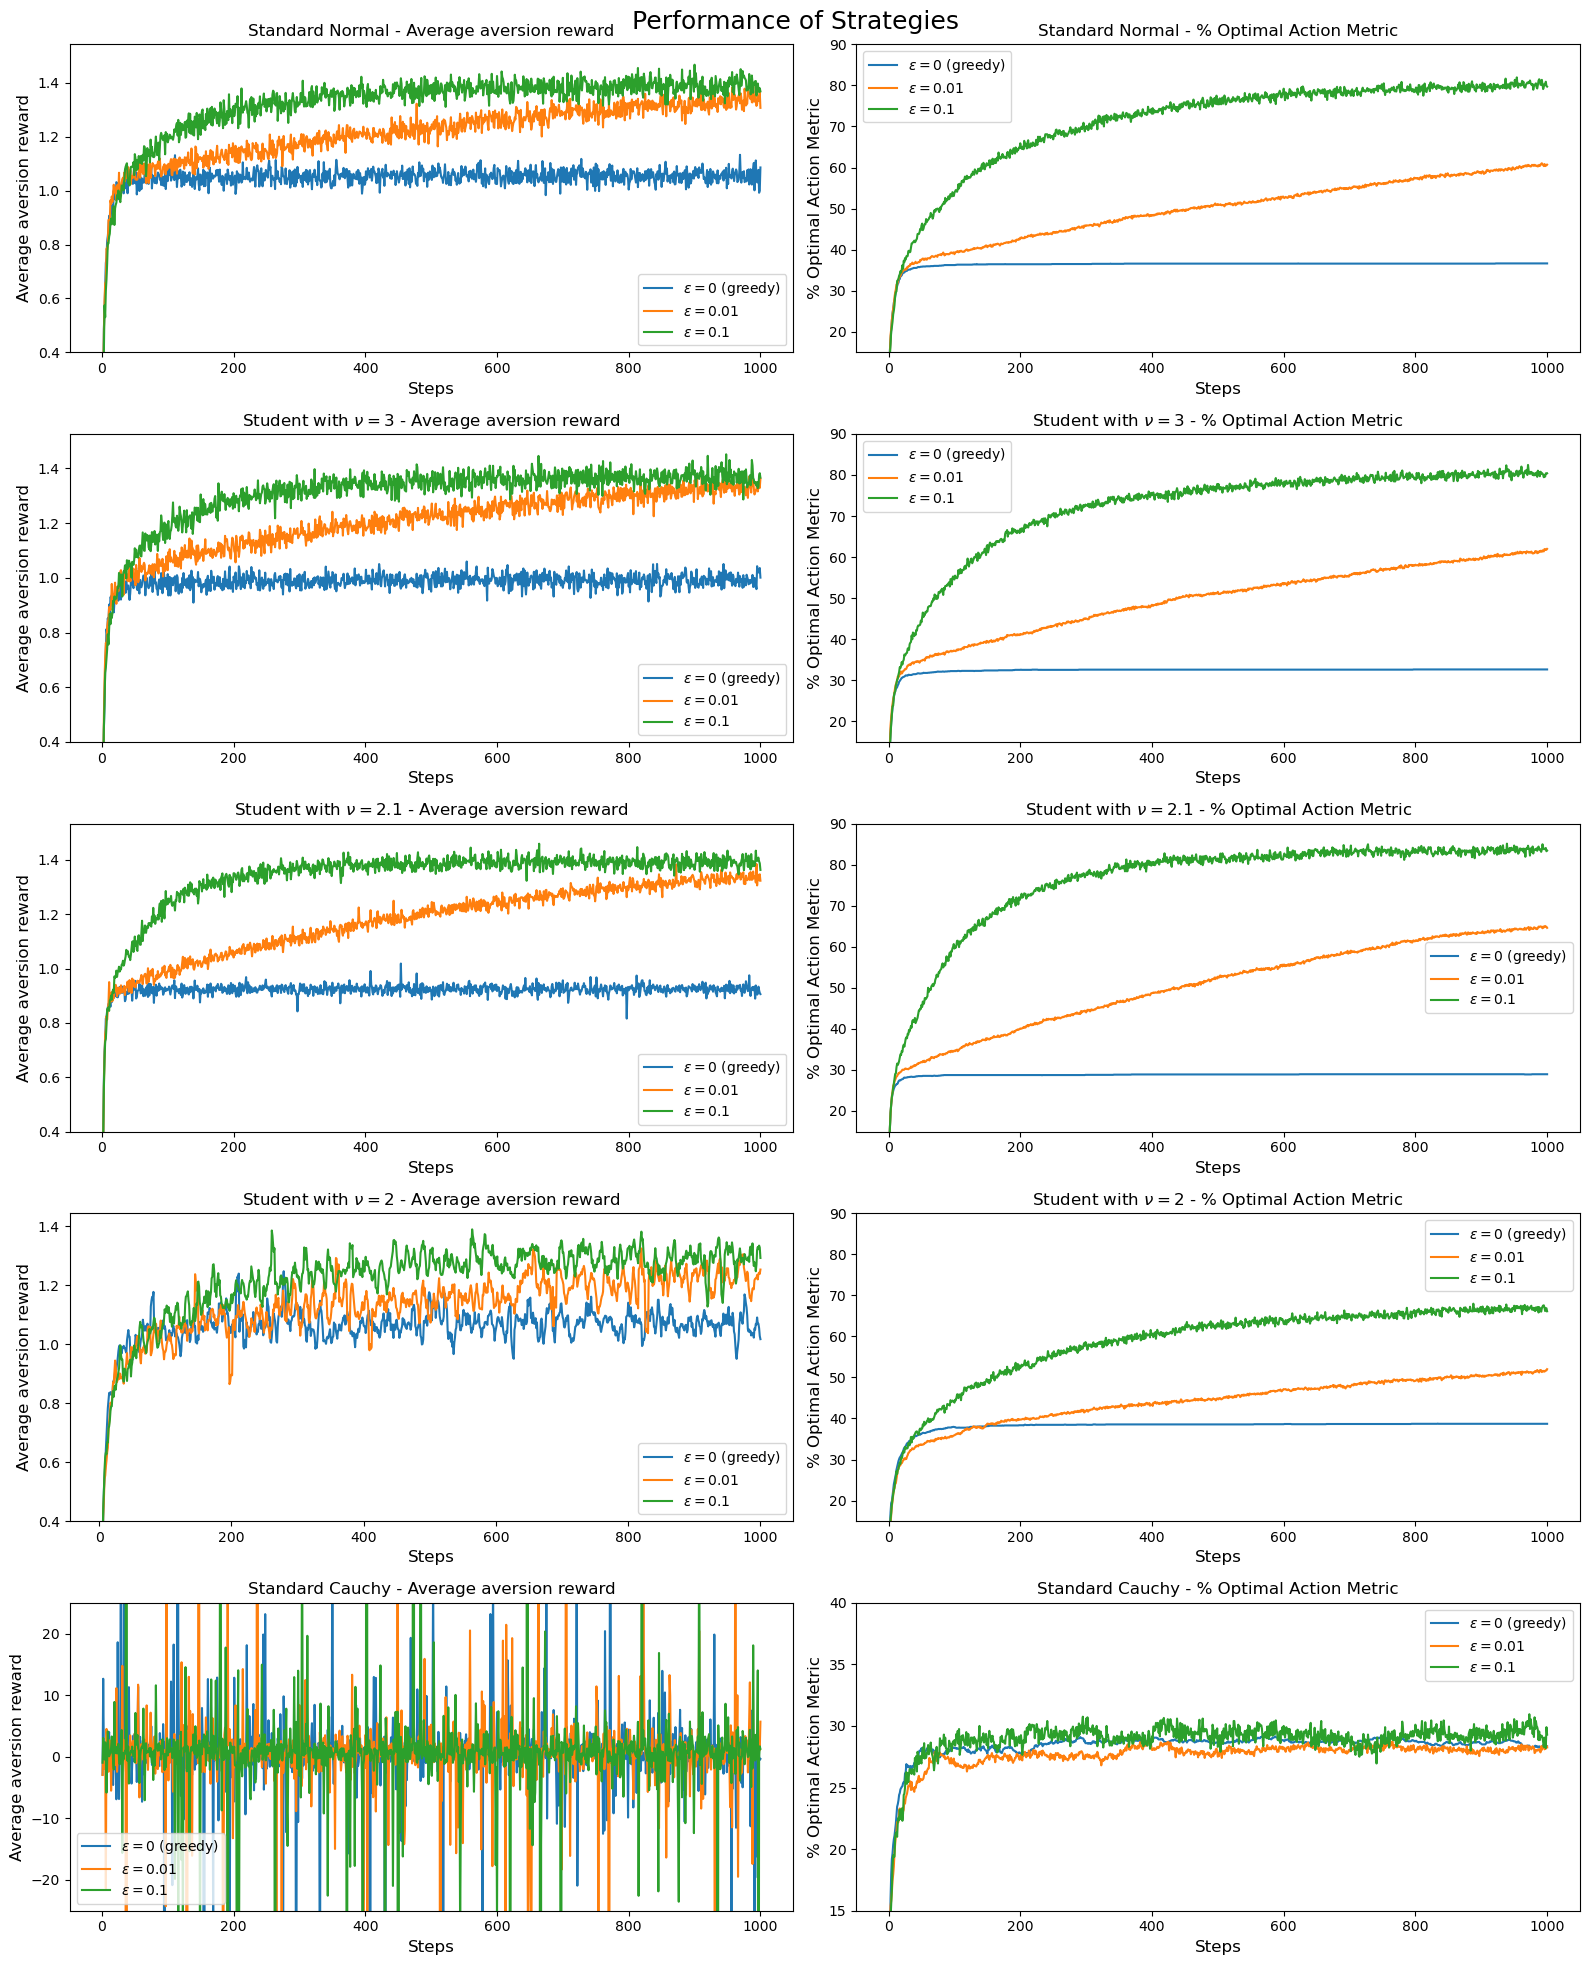 Performance of Strategies
Standard Normal - Average aversion reward
Average aversion reward
1.4
1.2
1.0
0.8
0.6
0.4
0 200 400 600 800 1000
Steps
ε = 0 (greedy)
ε = 0.01
ε = 0.1
Standard Normal - % Optimal Action Metric
% Optimal Action Metric
90
80
70
60
50
40
30
20
0 200 400 600 800 1000
Steps
ε = 0 (greedy)
ε = 0.01
ε = 0.1
Student with ν = 3 - Average aversion reward
Average aversion reward
1.4
1.2
1.0
0.8
0.6
0.4
0 200 400 600 800 1000
Steps
ε = 0 (greedy)
ε = 0.01
ε = 0.1
Student with ν = 3 - % Optimal Action Metric
% Optimal Action Metric
90
80
70
60
50
40
30
20
0 200 400 600 800 1000
Steps
ε = 0 (greedy)
ε = 0.01
ε = 0.1
Student with ν = 2.1 - Average aversion reward
Average aversion reward
1.4
1.2
1.0
0.8
0.6
0.4
0 200 400 600 800 1000
Steps
ε = 0 (greedy)
ε = 0.01
ε = 0.1
Student with ν = 2.1 - % Optimal Action Metric
% Optimal Action Metric
90
80
70
60
50
40
30
20
0 200 400 600 800 1000
Steps
ε = 0 (greedy)
ε = 0.01
ε = 0.1
Student with ν = 2 - Average aversion reward
Average aversion reward
1.4
1.2
1.0
0.8
0.6
0.4
0 200 400 600 800 1000
Steps
ε = 0 (greedy)
ε = 0.01
ε = 0.1
Student with ν = 2 - % Optimal Action Metric
% Optimal Action Metric
90
80
70
60
50
40
30
20
0 200 400 600 800 1000
Steps
ε = 0 (greedy)
ε = 0.01
ε = 0.1
Standard Cauchy - Average aversion reward
Average aversion reward
20
10
0
−10
−20
0 200 400 600 800 1000
Steps
ε = 0 (greedy)
ε = 0.01
ε = 0.1
Standard Cauchy - % Optimal Action Metric
% Optimal Action Metric
40
35
30
25
20
15
0 200 400 600 800 1000
Steps
ε = 0 (greedy)
ε = 0.01
ε = 0.1